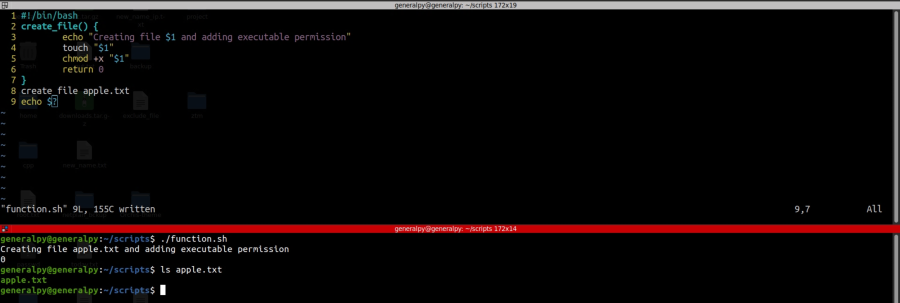 generalpy@generalpy: ~/scripts 172x19
1 #!/bin/bash
2 create_file() {
3 echo "Creating file $1 and adding executable permission"
4 touch "$1"
5 chmod +x "$1"
6 return 0
7 }
8 create_file apple.txt
9 echo $?
~
~
~
~
~
~
~
~
~
"function.sh" 9L, 155C written 9,7 All
generalpy@generalpy: ~/scripts 172x14
generalpy@generalpy:~/scripts$ ./function.sh
Creating file apple.txt and adding executable permission
0
generalpy@generalpy:~/scripts$ ls apple.txt
apple.txt
generalpy@generalpy:~/scripts$